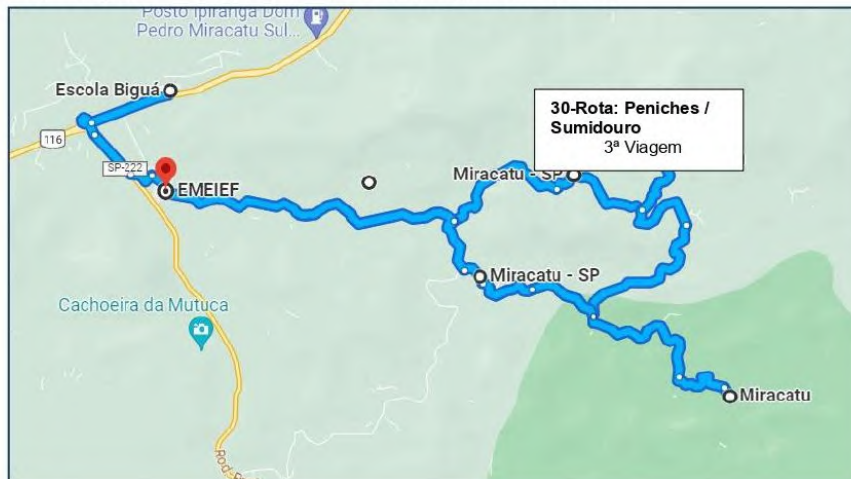 Posto Ipiranga Dom
Pedro Miracatu Sul...
Escola Biguá
116
SP-222
EMEIEF
30-Rota: Peniches /
Sumidouro
3ª Viagem
Miracatu - SP
Miracatu - SP
Cachoeira da Mutuca
Miracatu